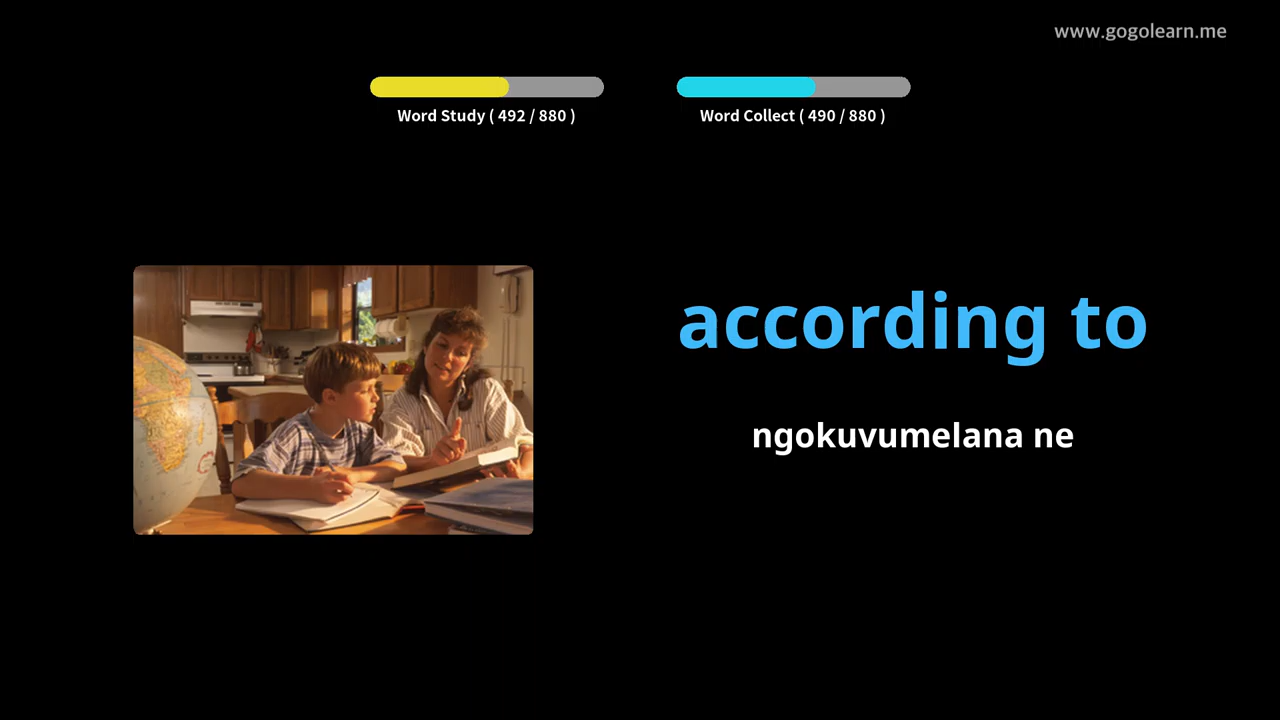 www.gogolearn.me
Word Study ( 492 / 880 )
Word Collect ( 490 / 880 )
according to
ngokuvumelana ne